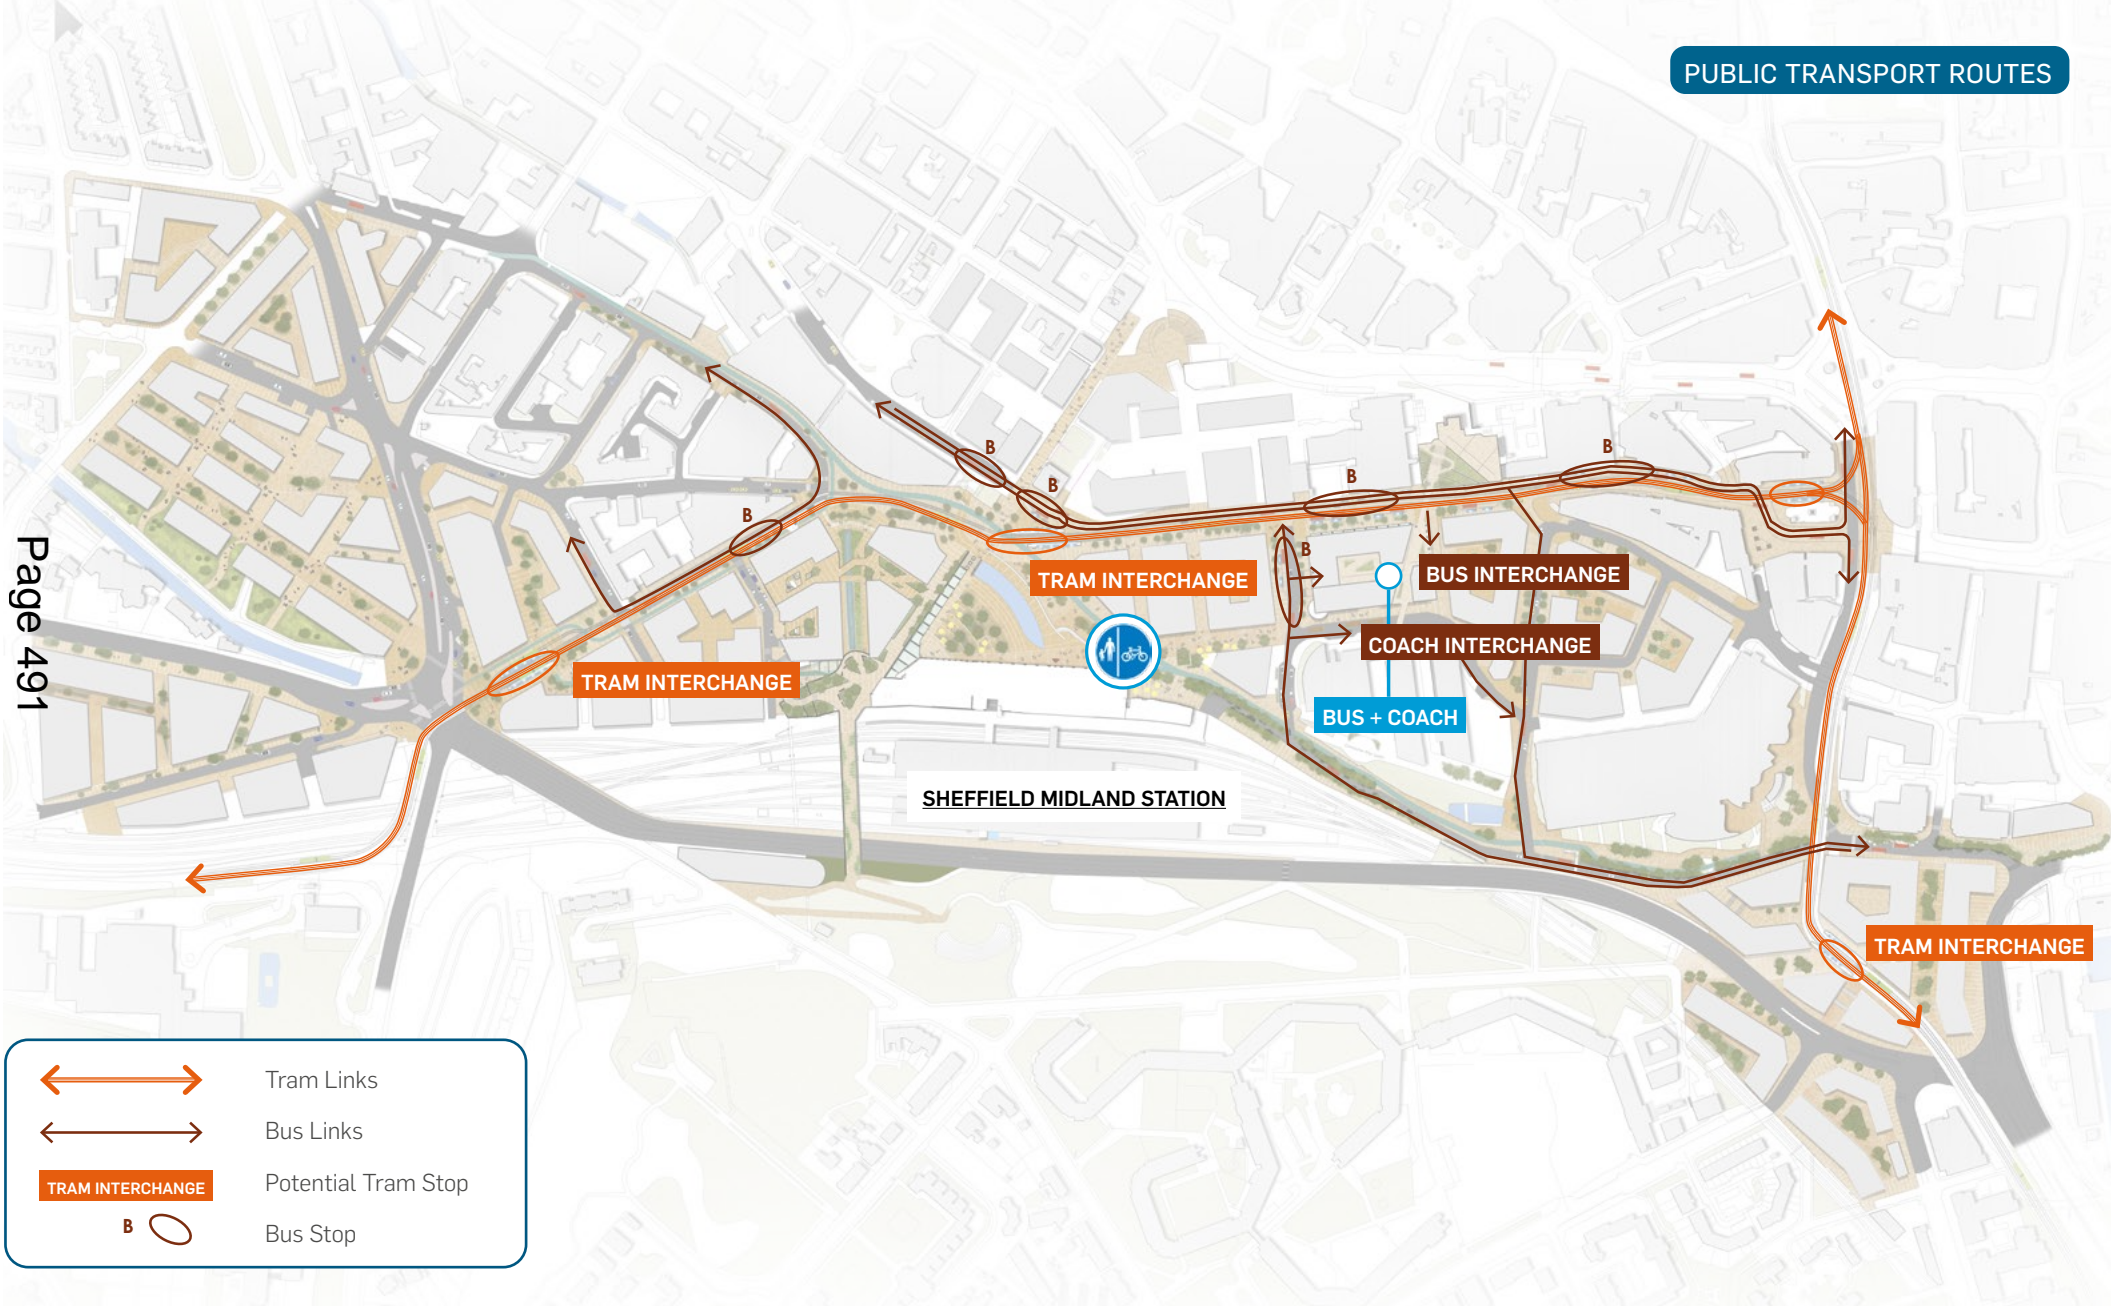 PUBLIC TRANSPORT ROUTES
B
B
B
B
B
B
TRAM INTERCHANGE
BUS INTERCHANGE
COACH INTERCHANGE
TRAM INTERCHANGE
BUS + COACH
SHEFFIELD MIDLAND STATION
TRAM INTERCHANGE
Page 491
Tram Links
Bus Links
TRAM INTERCHANGE
Potential Tram Stop
B
Bus Stop